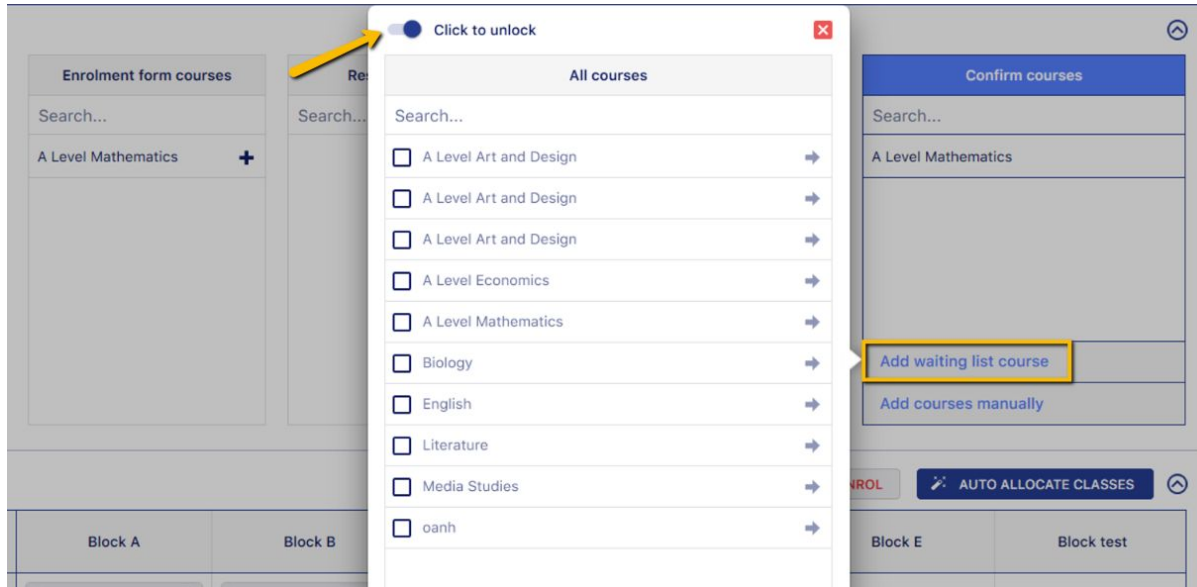 Click to unlock
Enrolment form courses
Search...
A Level Mathematics
Search...
All courses
Search...
A Level Art and Design
A Level Art and Design
A Level Art and Design
A Level Economics
A Level Mathematics
Biology
English
Literature
Media Studies
oanh
Confirm courses
Search...
A Level Mathematics
Add waiting list course
Add courses manually
AUTO ALLOCATE CLASSES
Block A
Block B
Block E
Block test